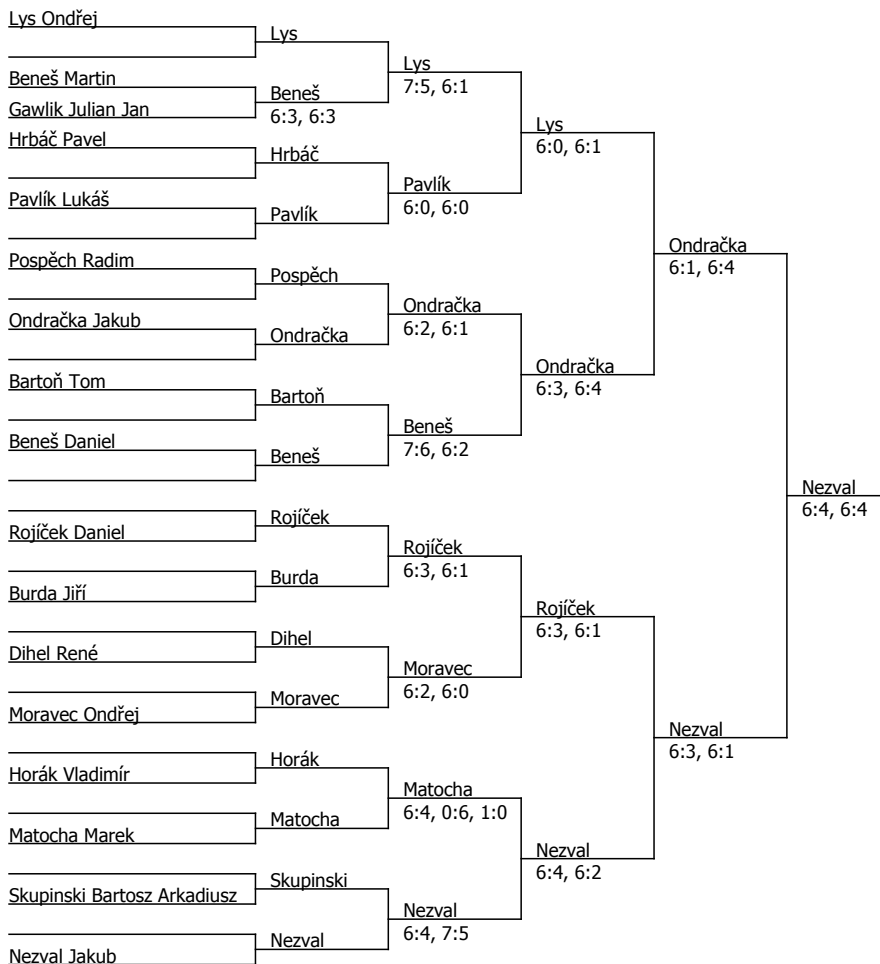 Lys Ondřej
Lys
Lys
7:5, 6:1
Beneš Martin
Beneš
6:3, 6:3
Gawlik Julian Jan
Lys
6:0, 6:1
Hrbáč Pavel
Hrbáč
Pavlík
6:0, 6:0
Pavlík Lukáš
Pavlík
Ondračka
6:1, 6:4
Pospěch Radim
Pospěch
Ondračka
6:2, 6:1
Ondračka Jakub
Ondračka
Ondračka
6:3, 6:4
Bartoň Tom
Bartoň
Beneš
7:6, 6:2
Beneš Daniel
Beneš
Nezval
6:4, 6:4
Rojíček
Rojíček Daniel
Rojíček
6:3, 6:1
Burda
Burda Jiří
Rojíček
6:3, 6:1
Dihel
Dihel René
Moravec
6:2, 6:0
Moravec
Moravec Ondřej
Nezval
6:3, 6:1
Horák
Horák Vladimír
Matocha
6:4, 0:6, 1:0
Matocha
Matocha Marek
Nezval
6:4, 6:2
Skupinski
Skupinski Bartosz Arkadiusz
Nezval
6:4, 7:5
Nezval
Nezval Jakub